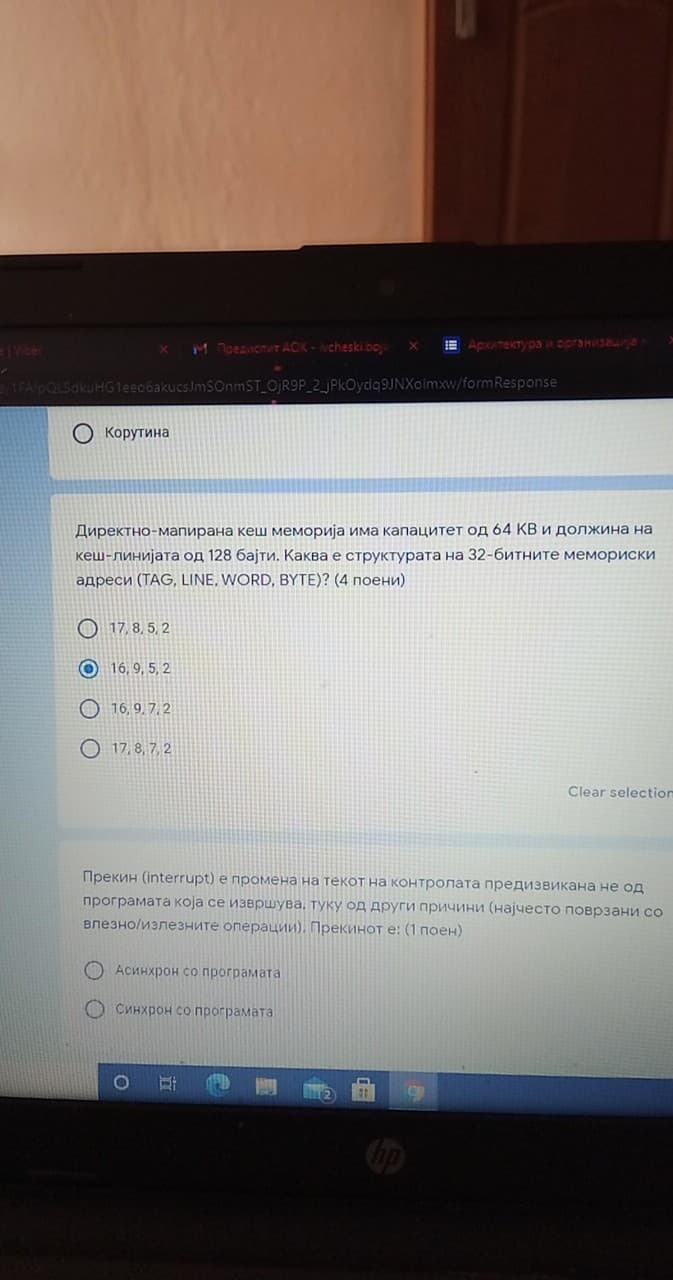 Viber
Предиспит АОК - ivcheski.boj
Архитектура и организација
formResponse
Корутина
Директно-мапирана кеш меморија има капацитет од 64 KB и должина на
кеш-линијата од 128 бајти. Каква е структурата на 32-битните мемориски
адреси (TAG, LINE, WORD, BYTE)? (4 поени)
17, 8, 5, 2
16, 9, 5, 2
16, 9, 7, 2
17, 8, 7, 2
Clear selection
Прекин (interrupt) е промена на текот на контролата предизвикана не од
програмата која се извршува, туку од други причини (најчесто поврзани со
влезно/излезните операции). Прекинот е: (1 поен)
Асинхрон со програмата
Синхрон со програмата
2
hp